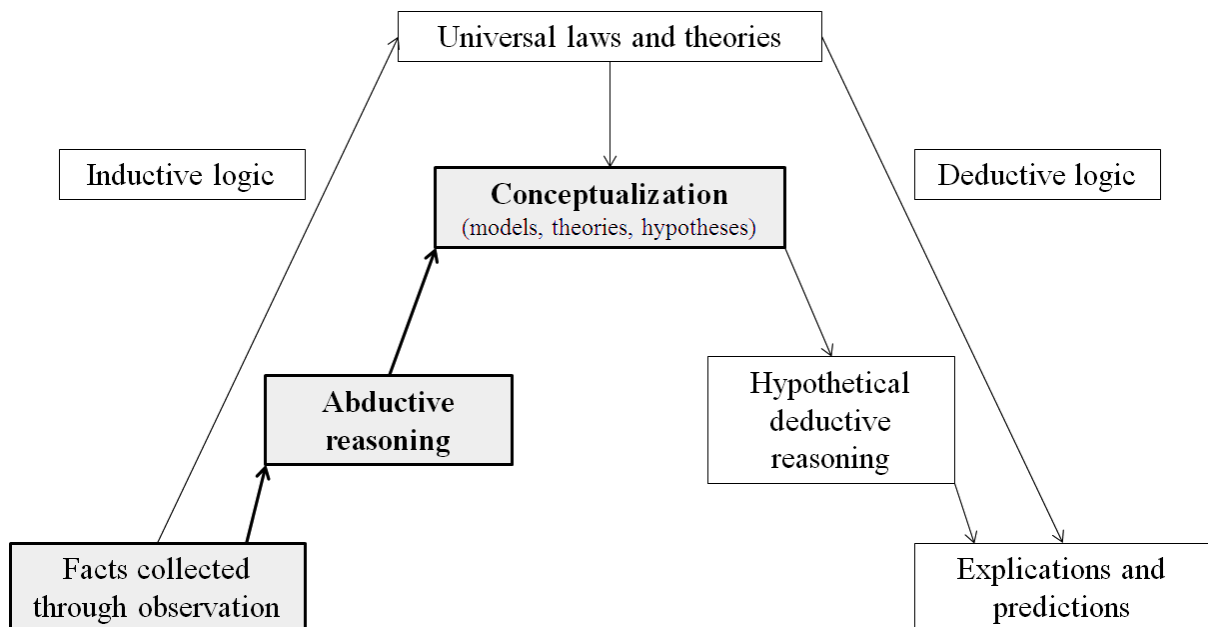 Universal laws and theories
Inductive logic
Deductive logic
Conceptualization
(models, theories, hypotheses)
Abductive
reasoning
Hypothetical
deductive
reasoning
Facts collected
through observation
Explications and
predictions